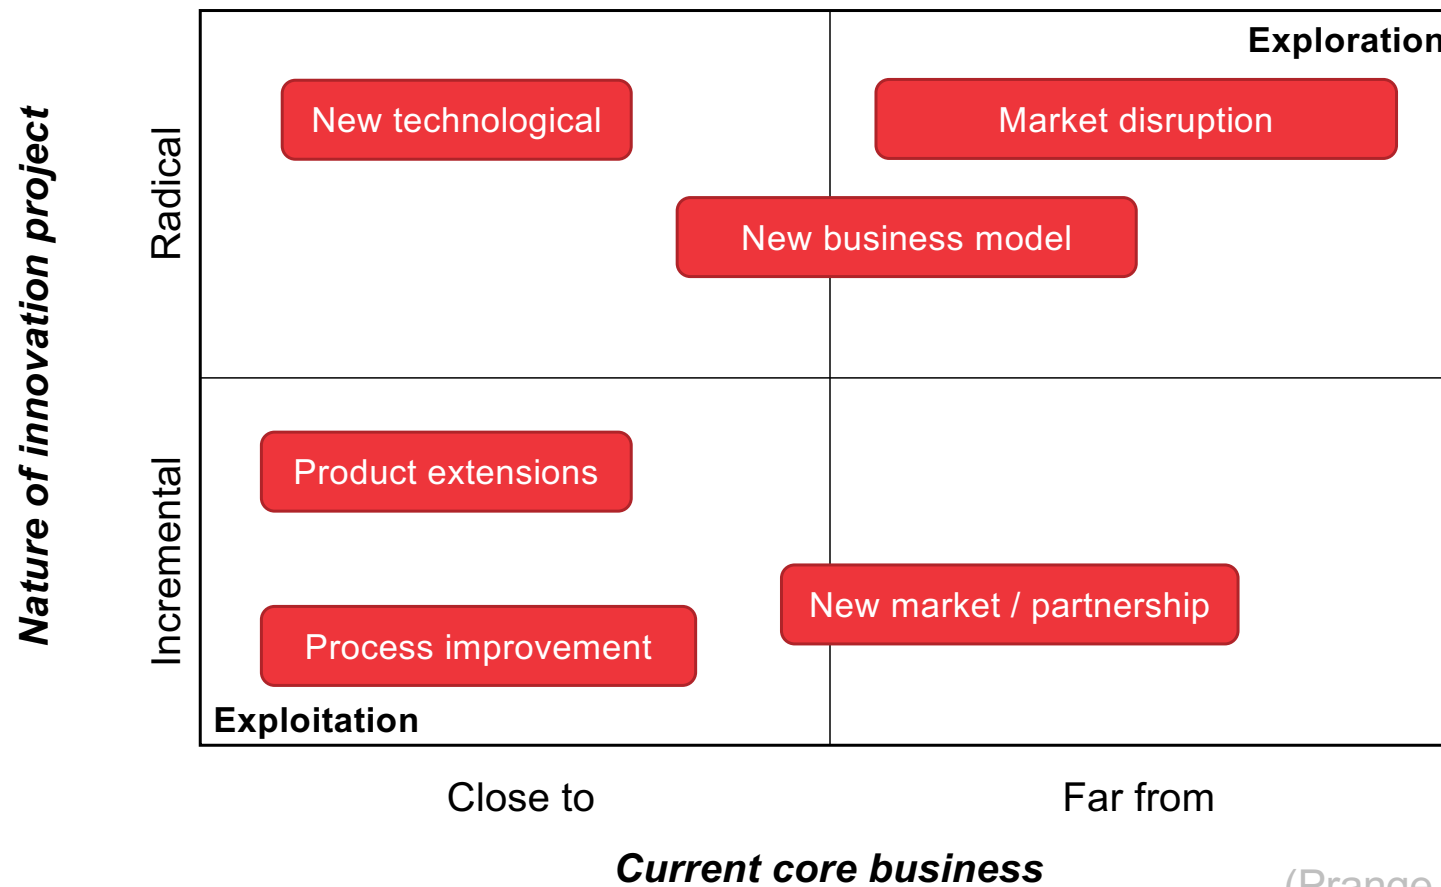 Exploration
New technological
Market disruption
New business model
Product extensions
New market / partnership
Process improvement
Exploitation
Nature of innovation project
Radical
Incremental
Close to
Far from
Current core business